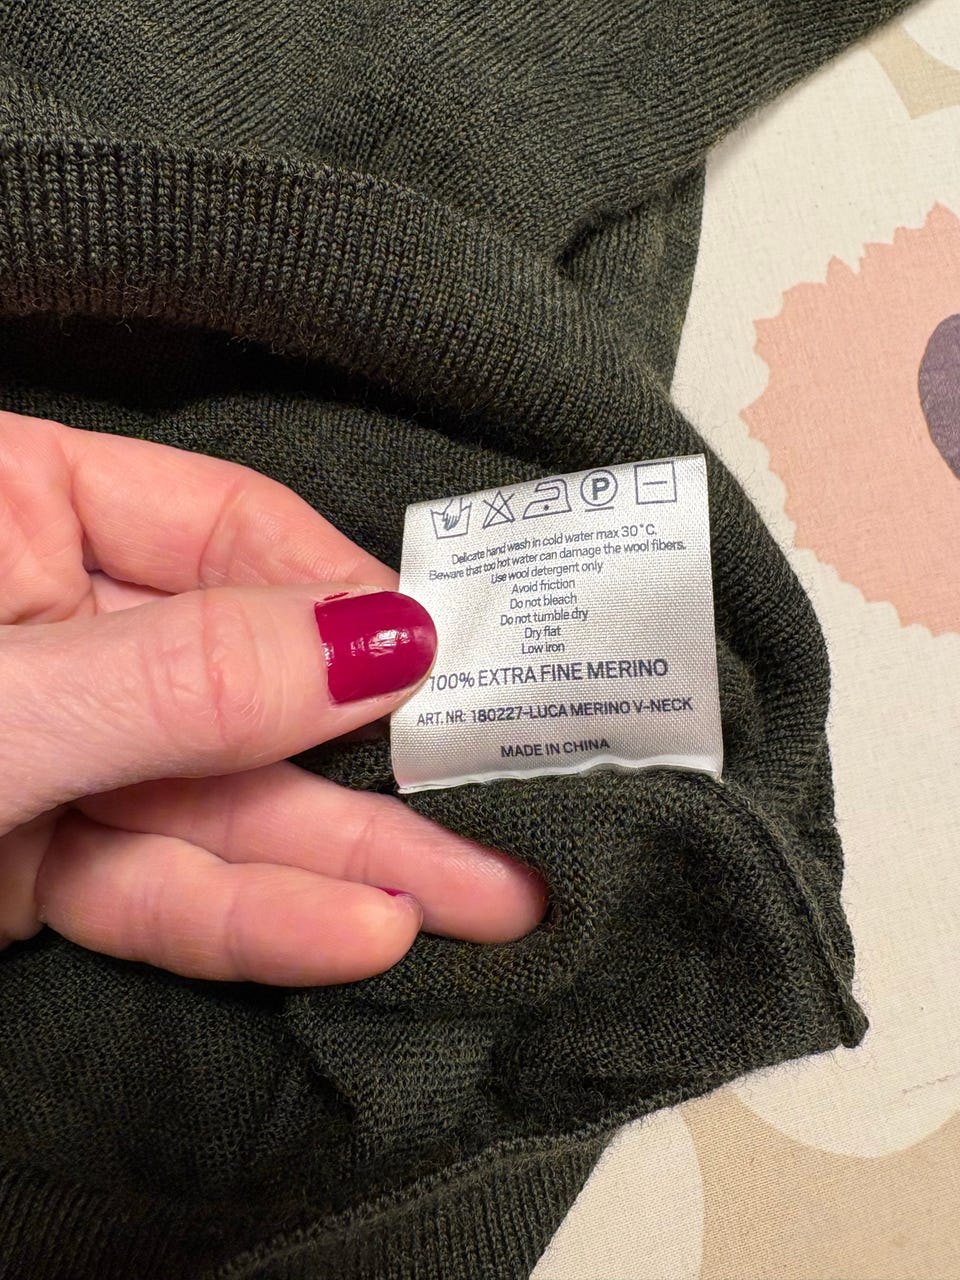 P
Delicate hand wash in cold water max 30°C.
Beware that too hot water can damage the wool fibers.
Use wool detergent only
Avoid friction
Do not bleach
Do not tumble dry
Dry flat
Low iron
100% EXTRA FINE MERINO
ART. NR: 180227-LUCA MERINO V-NECK
MADE IN CHINA